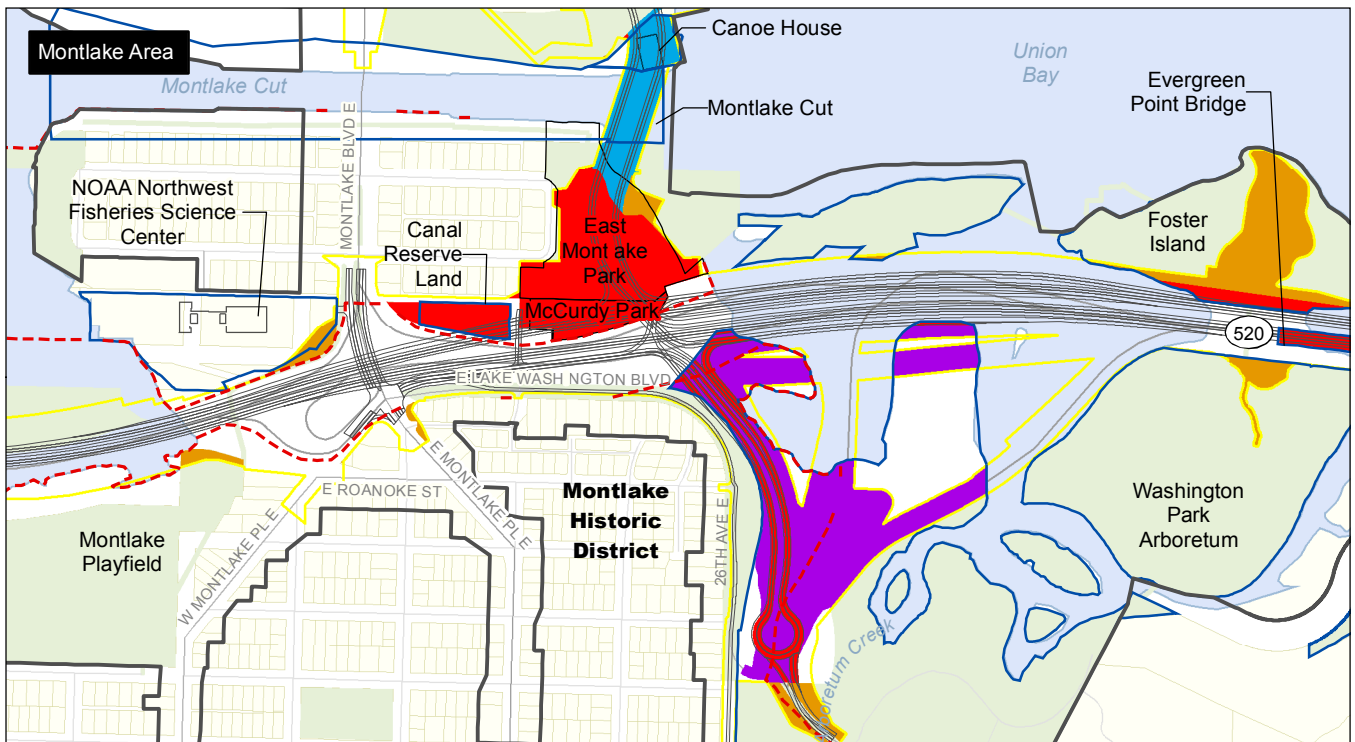 Montlake Area
Canoe House
Union
Bay
Evergreen
Point Bridge
Montlake Cut
Montlake Cut
MONTLAKE BLVD E
NOAA Northwest
Fisheries Science
Center
Canal
Reserve
Land
East
Mont ake
Park
McCurdy Park
Foster
Island
520
E LAKE WASH NGTON BLVD
E MONTLAKE PL E
E ROANOKE ST
W MONTLAKE PL E
Montlake
Playfield
Montlake
Historic
District
26TH AVE E
Washington
Park
Arboretum
Arboretum Creek